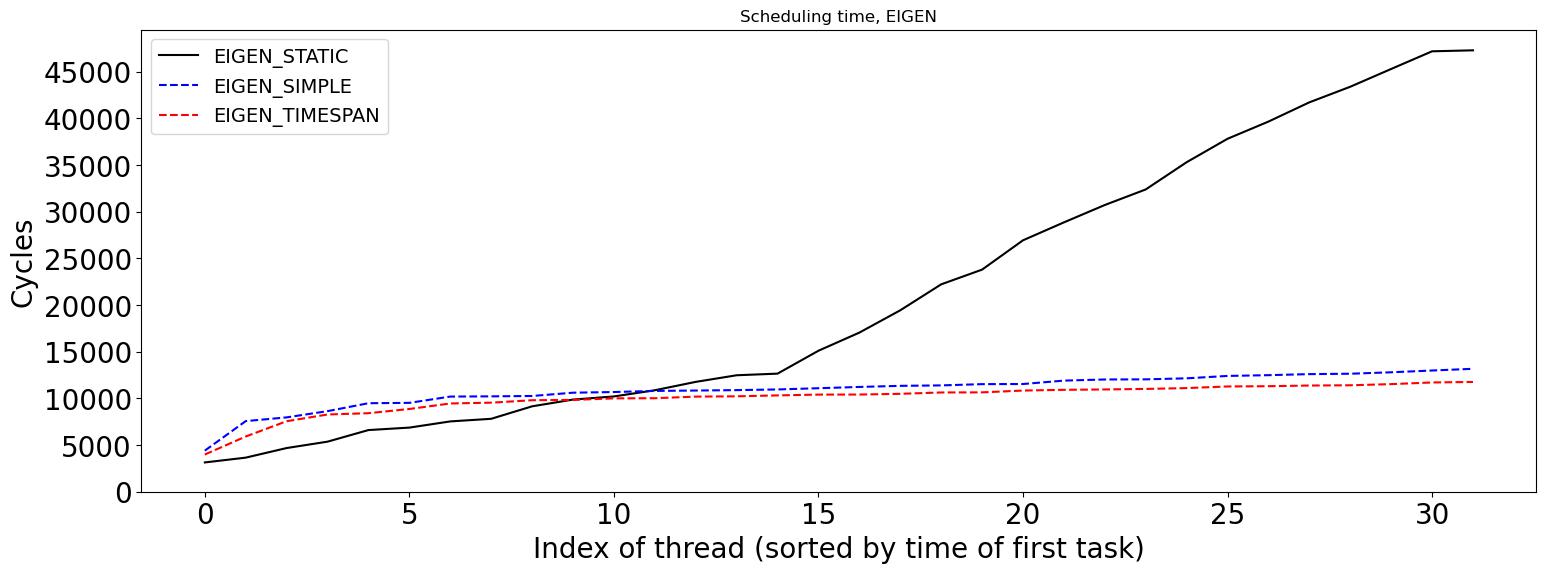 Scheduling time, EIGEN
EIGEN_STATIC
EIGEN_SIMPLE
EIGEN_TIMESPAN
45000
40000
35000
30000
25000
20000
15000
10000
5000
0
Cycles
0 5 10 15 20 25 30
Index of thread (sorted by time of first task)